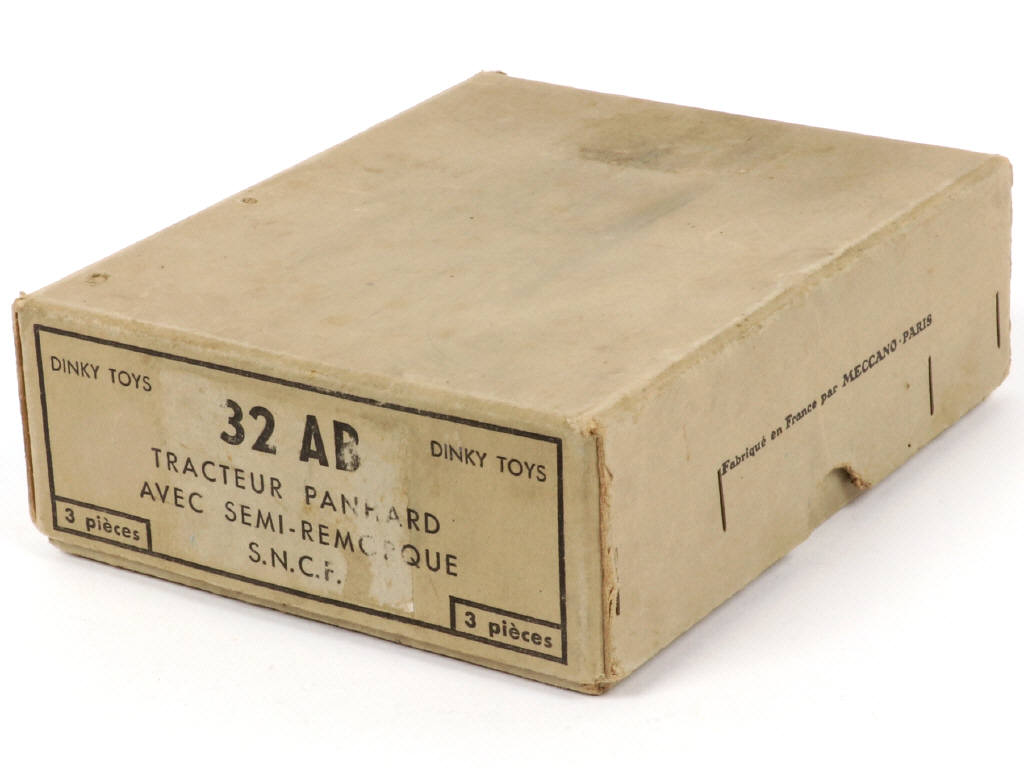 DINKY TOYS
32 AB
DINKY TOYS
TRACTEUR PANHARD
AVEC SEMI-REMORQUE
S.N.C.F.
3 pièces
3 pièces
Fabriqué en France par MECCANO-PARIS